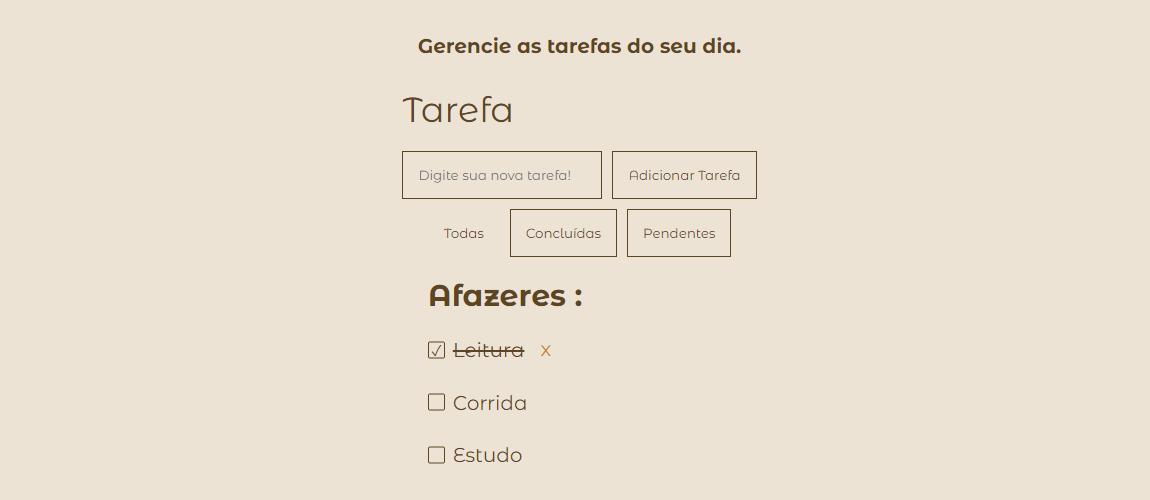 Gerencie as tarefas do seu dia.
Tarefa
Digite sua nova tarefa! Adicionar Tarefa
Todas Concluídas Pendentes
Afazeres :
Leitura X
Corrida
Estudo